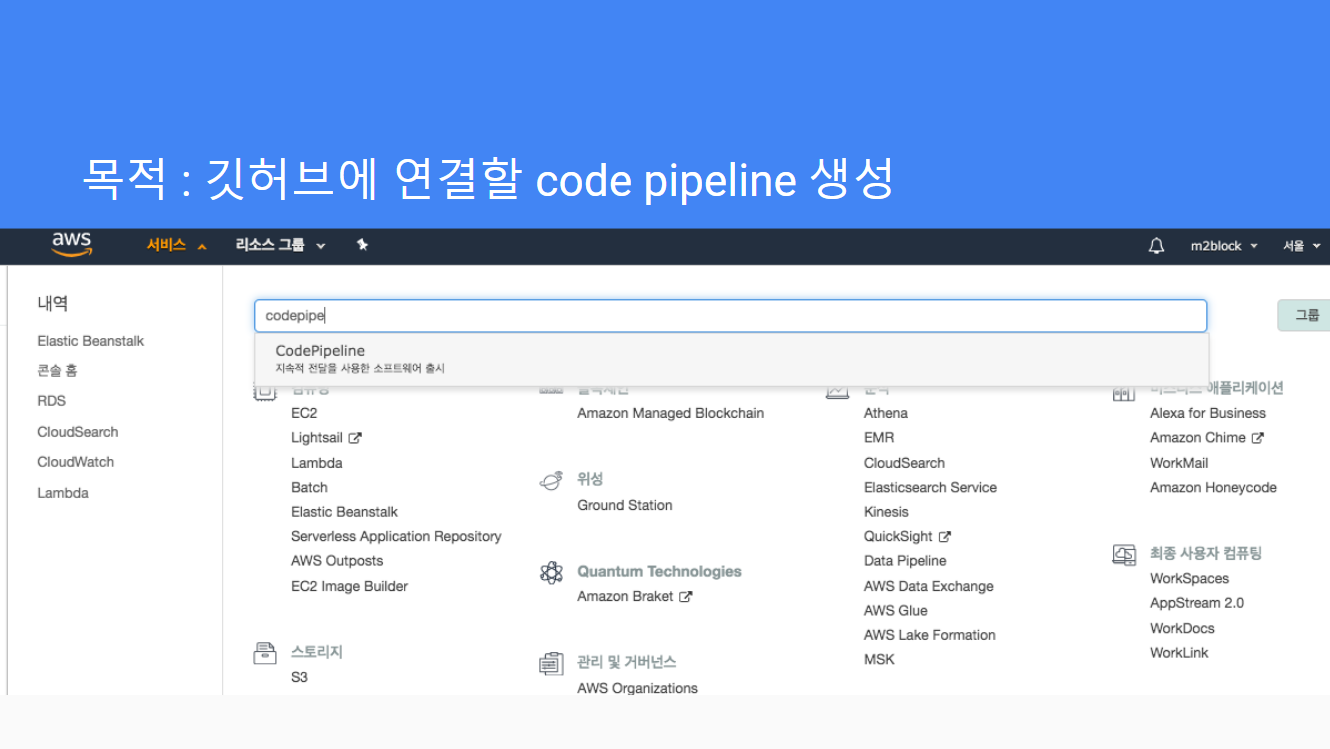 목적 : 깃허브에 연결할 code pipeline 생성
aws
서비스
리소스 그룹
m2block
서울
내역
Elastic Beanstalk
콘솔 홈
RDS
CloudSearch
CloudWatch
Lambda
codepipe
그룹
CodePipeline
지속적 전달을 사용한 소프트웨어 출시
EC2
Lightsail
Lambda
Batch
Elastic Beanstalk
Serverless Application Repository
AWS Outposts
EC2 Image Builder
스토리지
S3
Amazon Managed Blockchain
위성
Ground Station
Quantum Technologies
Amazon Braket
관리 및 거버넌스
AWS Organizations
Athena
EMR
CloudSearch
Elasticsearch Service
Kinesis
QuickSight
Data Pipeline
AWS Data Exchange
AWS Glue
AWS Lake Formation
MSK
애플리케이션
Alexa for Business
Amazon Chime
WorkMail
Amazon Honeycode
최종 사용자 컴퓨팅
WorkSpaces
AppStream 2.0
WorkDocs
WorkLink